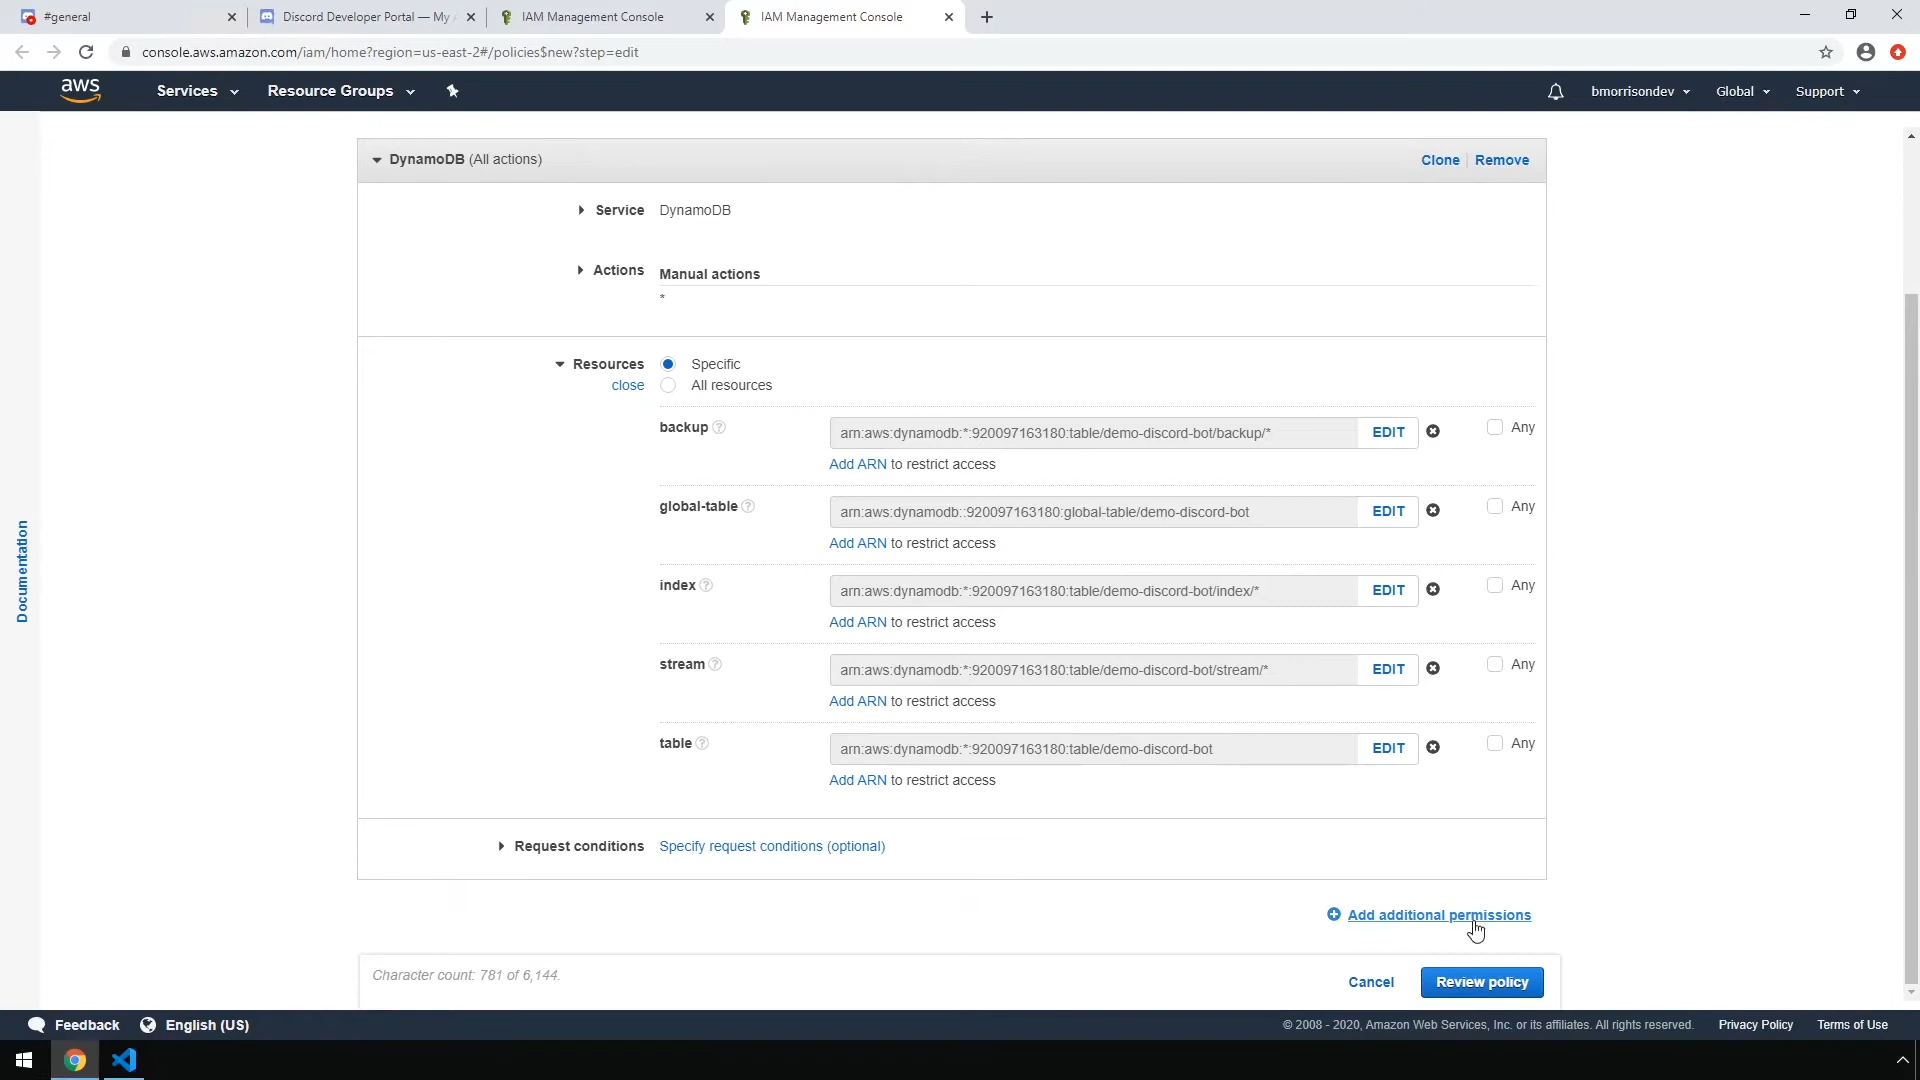 #general
Discord Developer Portal — My
IAM Management Console
IAM Management Console
console.aws.amazon.com/iam/home?region=us-east-2#/policies$new?step=edit
aws
Services
Resource Groups
bmorrisondev
Global
Support
DynamoDB (All actions)
Clone
Remove
Service
DynamoDB
Actions
Manual actions
*
Resources
Specific
close
All resources
backup
arn:aws:dynamodb:*:920097163180:table/demo-discord-bot/backup/*
EDIT
Any
Add ARN to restrict access
global-table
arn:aws:dynamodb::920097163180:global-table/demo-discord-bot
EDIT
Any
Add ARN to restrict access
index
arn:aws:dynamodb:*:920097163180:table/demo-discord-bot/index/*
EDIT
Any
Add ARN to restrict access
stream
arn:aws:dynamodb:*:920097163180:table/demo-discord-bot/stream/*
EDIT
Any
Add ARN to restrict access
table
arn:aws:dynamodb:*:920097163180:table/demo-discord-bot
EDIT
Any
Add ARN to restrict access
Request conditions
Specify request conditions (optional)
Add additional permissions
Character count: 781 of 6,144.
Cancel
Review policy
Documentation
Feedback
English (US)
© 2008 - 2020, Amazon Web Services, Inc. or its affiliates. All rights reserved.
Privacy Policy
Terms of Use